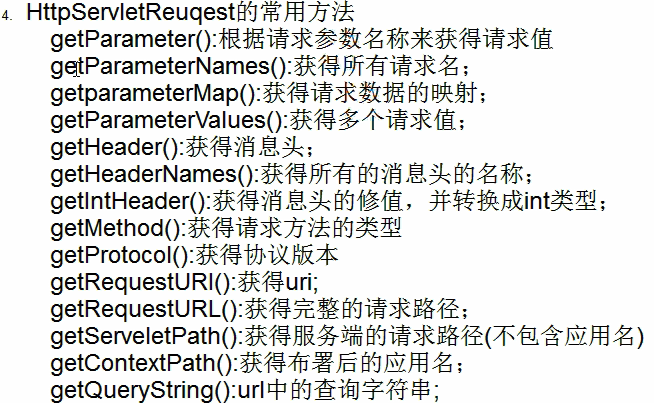 4. HttpServletReuqest的常用方法
getParameter():根据请求参数名称来获得请求值
getParameterNames():获得所有请求名；
getparameterMap():获得请求数据的映射；
getParameterValues():获得多个请求值；
getHeader():获得消息头；
getHeaderNames():获得所有的消息头的名称；
getIntHeader():获得消息头的修值，并转换成int类型；
getMethod():获得请求方法的类型
getProtocol():获得协议版本
getRequestURI():获得uri;
getRequestURL():获得完整的请求路径；
getServeletPath():获得服务端的请求路径(不包含应用名)
getContextPath():获得布署后的应用名；
getQueryString():url中的查询字符串;